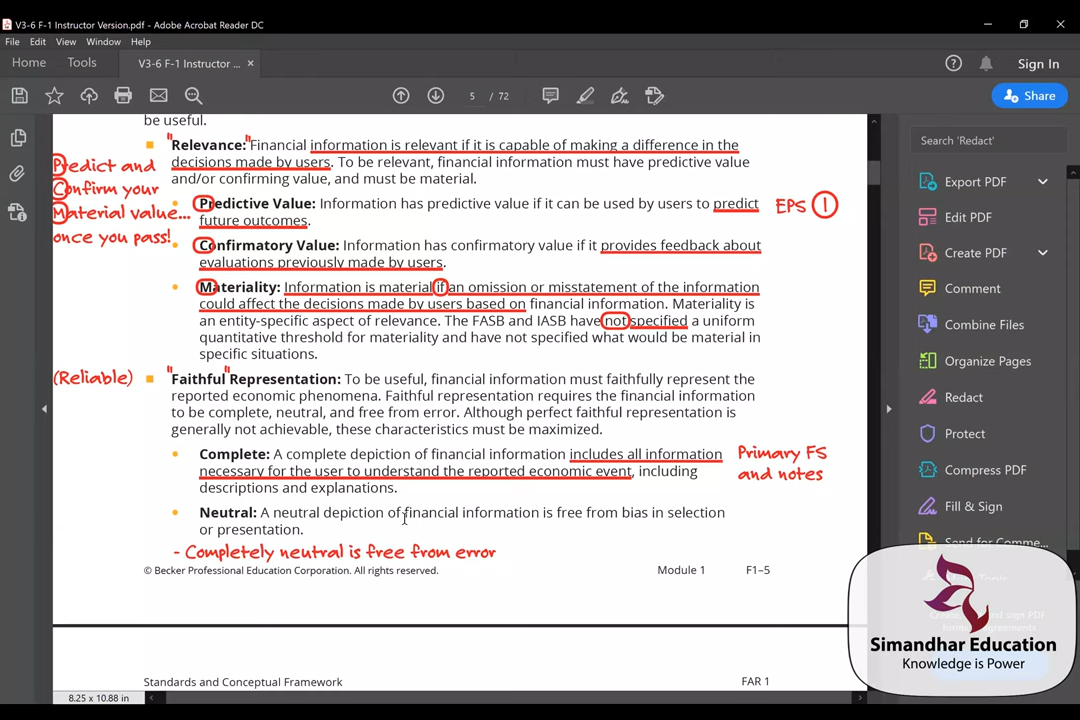 V3-6 F-1 Instructor Version.pdf - Adobe Acrobat Reader DC
File Edit View Window Help
Home Tools V3-6 F-1 Instructor ... × Sign In
5 / 72 Share
be useful.
"Relevance:" Financial information is relevant if it is capable of making a difference in the
decisions made by users. To be relevant, financial information must have predictive value
and/or confirming value, and must be material.
Predict and
Confirm your
Material value...
once you pass!
Predictive Value: Information has predictive value if it can be used by users to predict
future outcomes.
EPS 1
Confirmatory Value: Information has confirmatory value if it provides feedback about
evaluations previously made by users.
Materiality: Information is material if an omission or misstatement of the information
could affect the decisions made by users based on financial information. Materiality is
an entity-specific aspect of relevance. The FASB and IASB have not specified a uniform
quantitative threshold for materiality and have not specified what would be material in
specific situations.
(Reliable)
"Faithful" Representation: To be useful, financial information must faithfully represent the
reported economic phenomena. Faithful representation requires the financial information
to be complete, neutral, and free from error. Although perfect faithful representation is
generally not achievable, these characteristics must be maximized.
Complete: A complete depiction of financial information includes all information
necessary for the user to understand the reported economic event, including
descriptions and explanations.
Primary FS
and notes
Neutral: A neutral depiction of financial information is free from bias in selection
or presentation.
- Completely neutral is free from error
© Becker Professional Education Corporation. All rights reserved. Module 1 F1–5
Standards and Conceptual Framework FAR 1
8.25 x 10.88 in
Search 'Redact'
Export PDF
Edit PDF
Create PDF
Comment
Combine Files
Organize Pages
Redact
Protect
Compress PDF
Fill & Sign
Send for Comme...
Simandhar Education
Knowledge is Power